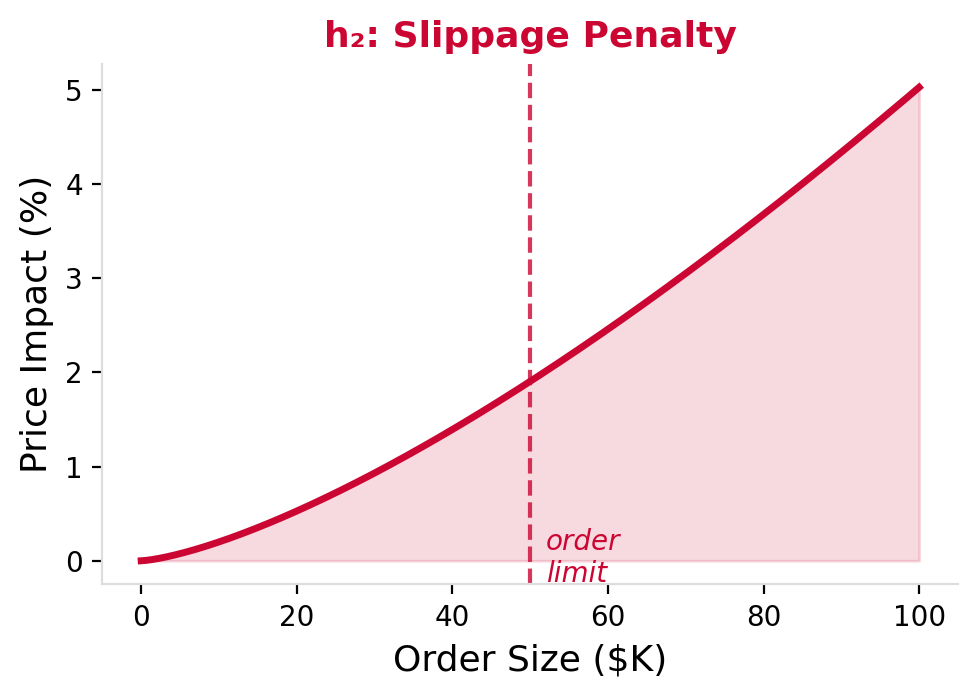 h₂: Slippage Penalty
Price Impact (%)
5
4
3
2
1
0
order
limit
0 20 40 60 80 100
Order Size ($K)